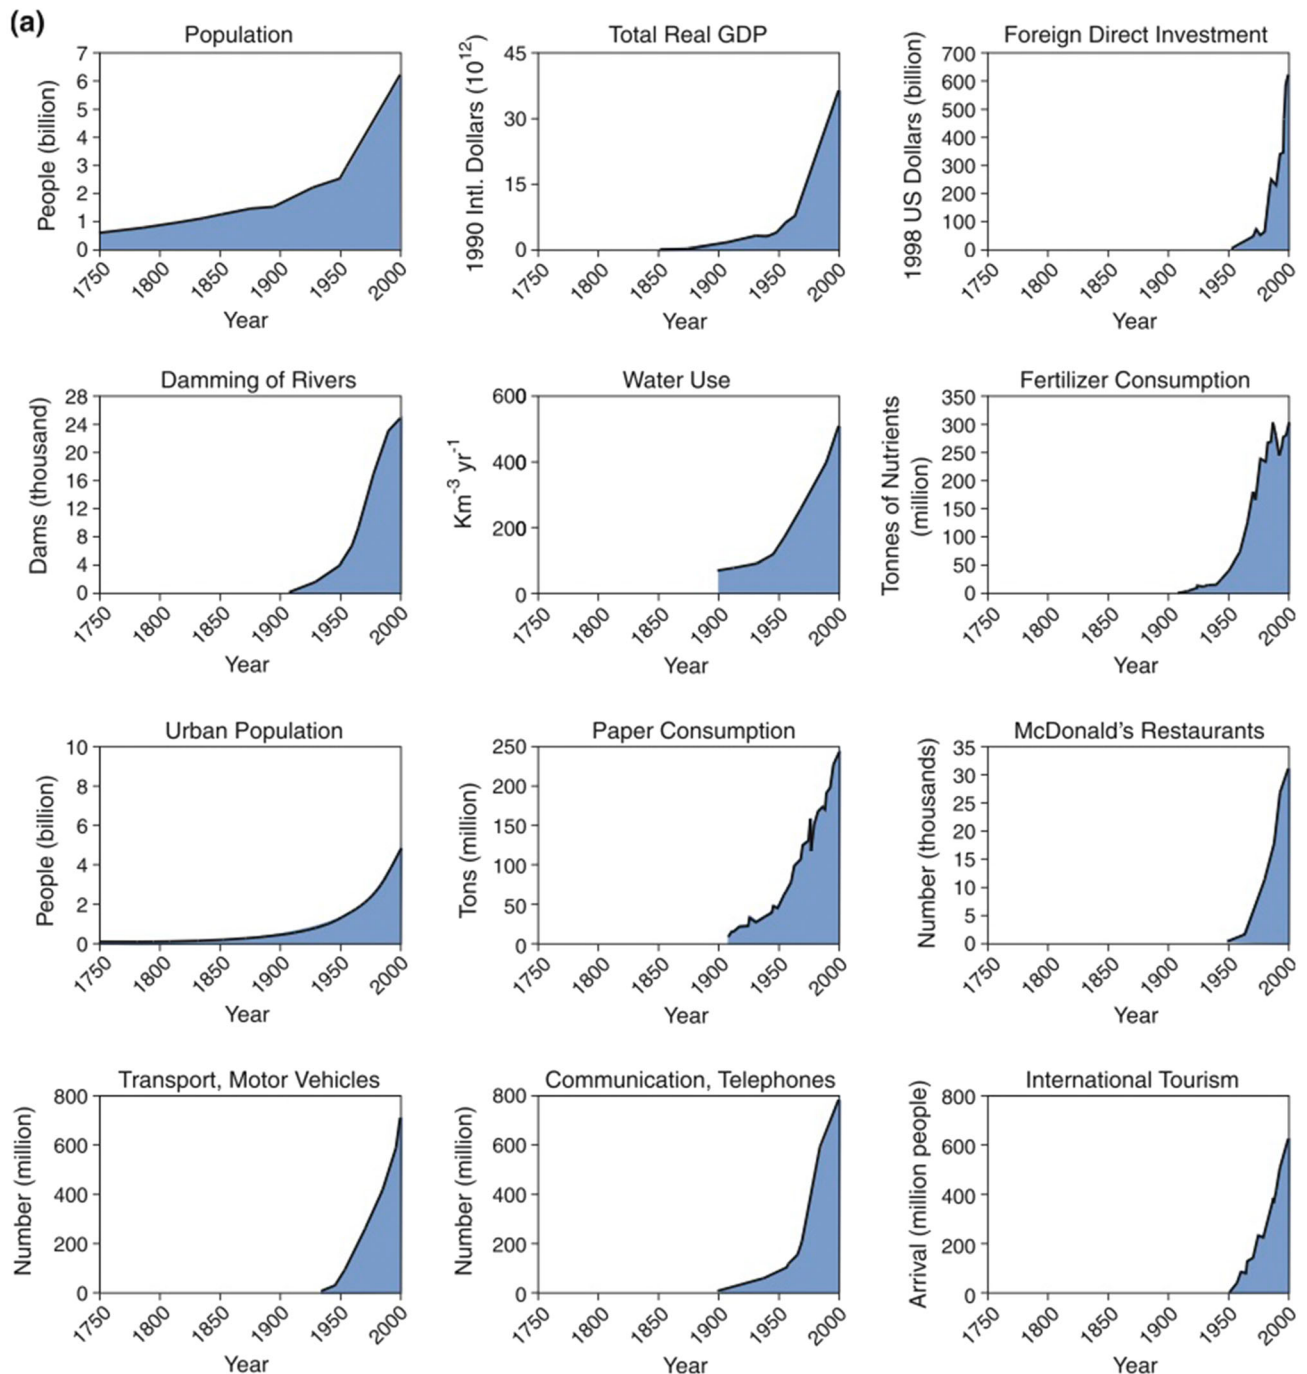 (a)
Population
7
6
5
4
3
2
1
0
People (billion)
1750 1800 1850 1900 1950 2000
Year
Total Real GDP
45
30
15
0
1990 Intl. Dollars (10^12)
1750 1800 1850 1900 1950 2000
Year
Foreign Direct Investment
700
600
500
400
300
200
100
0
1998 US Dollars (billion)
1750 1800 1850 1900 1950 2000
Year
Damming of Rivers
28
24
20
16
12
8
4
0
Dams (thousand)
1750 1800 1850 1900 1950 2000
Year
Water Use
600
400
200
0
Km^-3 yr^-1
1750 1800 1850 1900 1950 2000
Year
Fertilizer Consumption
350
300
250
200
150
100
50
0
Tonnes of Nutrients
(million)
1750 1800 1850 1900 1950 2000
Year
Urban Population
10
8
6
4
2
0
People (billion)
1750 1800 1850 1900 1950 2000
Year
Paper Consumption
250
200
150
100
50
0
Tons (million)
1750 1800 1850 1900 1950 2000
Year
McDonald's Restaurants
35
30
25
20
15
10
5
0
Number (thousands)
1750 1800 1850 1900 1950 2000
Year
Transport, Motor Vehicles
800
600
400
200
0
Number (million)
1750 1800 1850 1900 1950 2000
Year
Communication, Telephones
800
600
400
200
0
Number (million)
1750 1800 1850 1900 1950 2000
Year
International Tourism
800
600
400
200
0
Arrival (million people)
1750 1800 1850 1900 1950 2000
Year